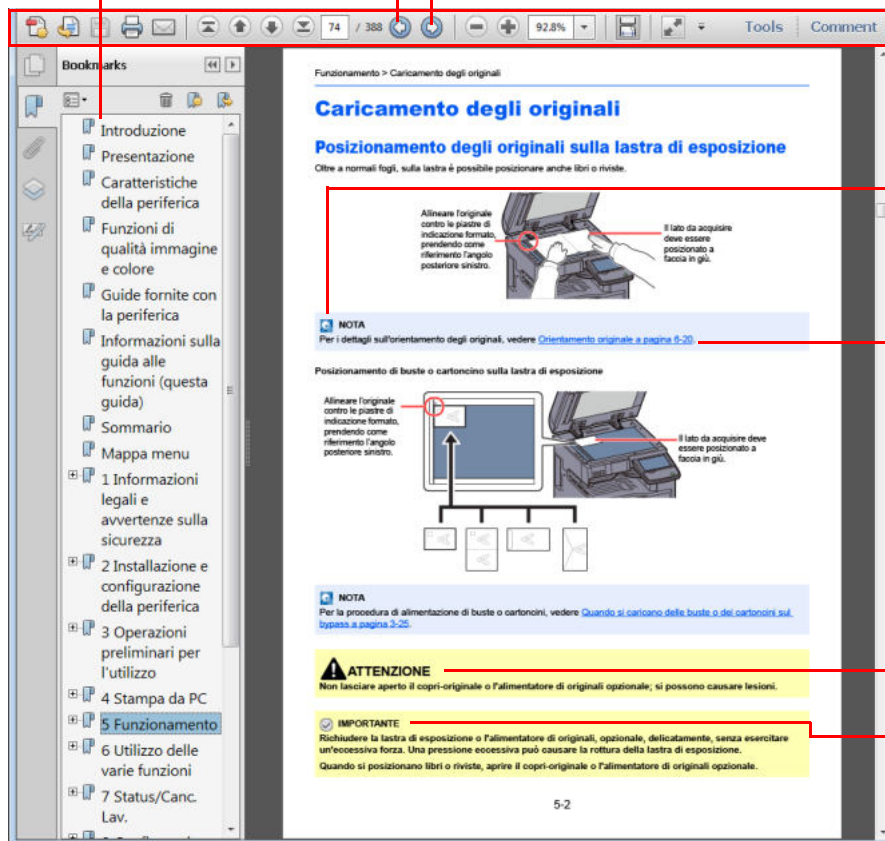 74 / 388 92.8% Tools Comment
Bookmarks
Introduzione
Presentazione
Caratteristiche
della periferica
Funzioni di
qualità immagine
e colore
Guide fornite con
la periferica
Informazioni sulla
guida alle
funzioni (questa
guida)
Sommario
Mappa menu
1 Informazioni
legali e
avvertenze sulla
sicurezza
2 Installazione e
configurazione
della periferica
3 Operazioni
preliminari per
l'utilizzo
4 Stampa da PC
5 Funzionamento
6 Utilizzo delle
varie funzioni
7 Status/Canc.
Lav.
Funzionamento > Caricamento degli originali
Caricamento degli originali
Posizionamento degli originali sulla lastra di esposizione
Oltre a normali fogli, sulla lastra è possibile posizionare anche libri o riviste.
Allineare l'originale
contro le piastre di
indicazione formato,
prendendo come
riferimento l'angolo
posteriore sinistro.
Il lato da acquisire
deve essere
posizionato a
faccia in giù.
NOTA
Per i dettagli sull'orientamento degli originali, vedere Orientamento originale a pagina 6-20.
Posizionamento di buste o cartoncino sulla lastra di esposizione
Allineare l'originale
contro le piastre di
indicazione formato,
prendendo come
riferimento l'angolo
posteriore sinistro.
Il lato da acquisire deve
essere posizionato a
faccia in giù.
NOTA
Per la procedura di alimentazione di buste o cartoncini, vedere Quando si caricano delle buste o dei cartoncini sul
bypass a pagina 3-25.
ATTENZIONE
Non lasciare aperto il copri-originale o l'alimentatore di originali opzionale; si possono causare lesioni.
IMPORTANTE
Richiudere la lastra di esposizione o l'alimentatore di originali, opzionale, delicatamente, senza esercitare
un'eccessiva forza. Una pressione eccessiva può causare la rottura della lastra di esposizione.
Quando si posizionano libri o riviste, aprire il copri-originale o l'alimentatore di originali opzionale.
5-2